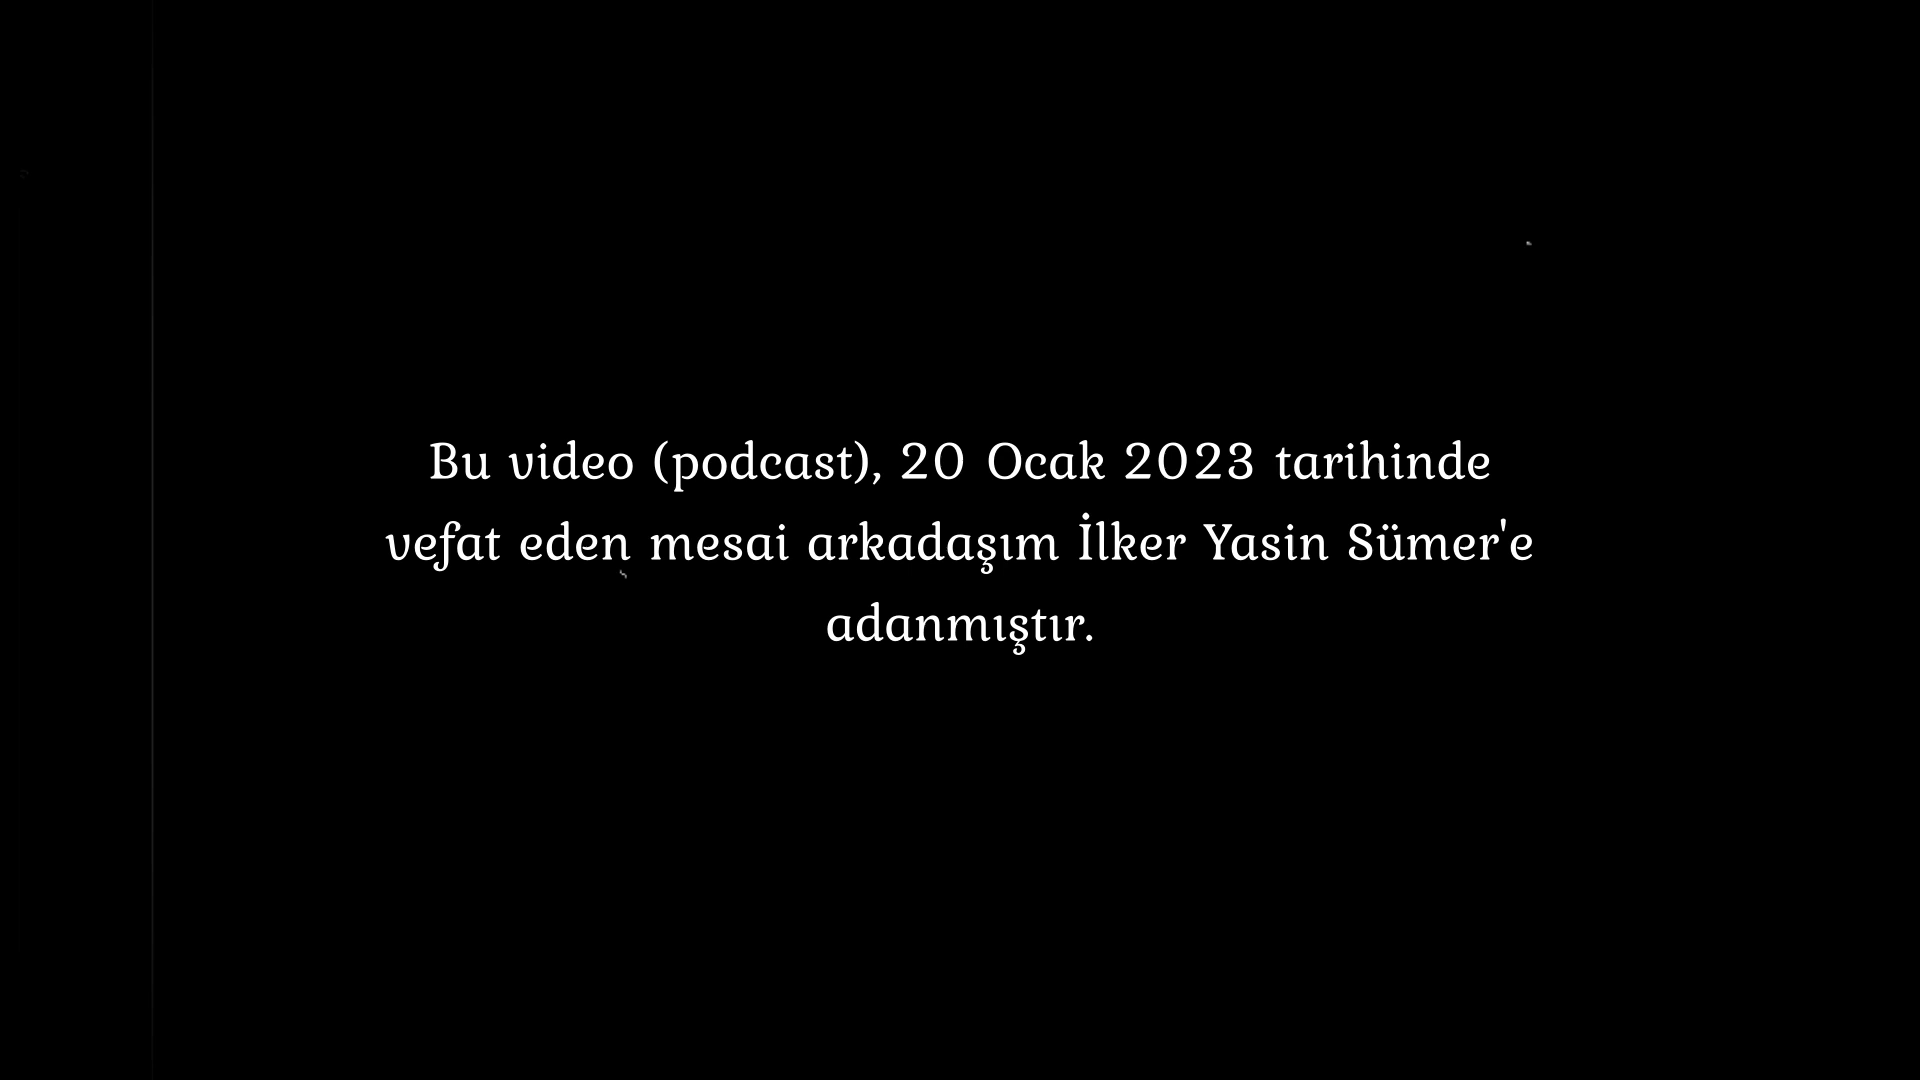 Bu video (podcast), 20 Ocak 2023 tarihinde
vefat eden mesai arkadaşım İlker Yasin Sümer'e
adanmıştır.